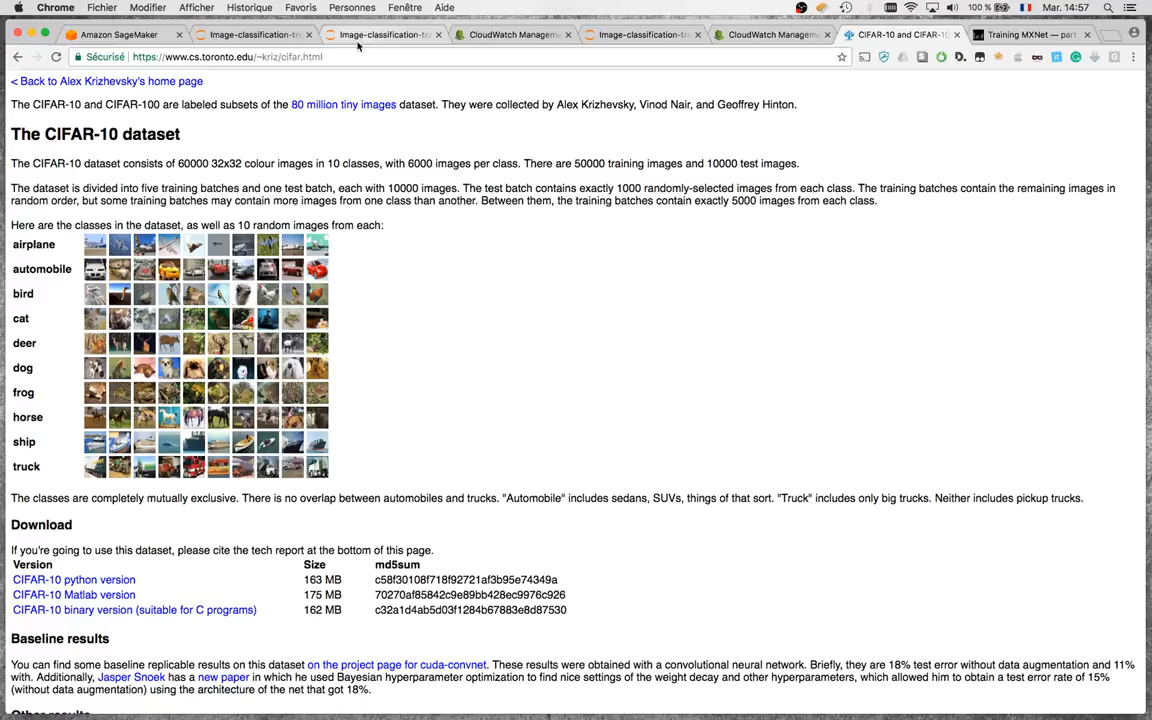 Chrome Fichier Modifier Afficher Historique Favoris Personnes Fenêtre Aide 100 % Mar. 14:57
Amazon SageMaker Image-classification-tra Image-classification-tra CloudWatch Managem Image-classification-tra CloudWatch Manageme CIFAR-10 and CIFAR-10 Training MXNet — part
Sécurisé https://www.cs.toronto.edu/~kriz/cifar.html
< Back to Alex Krizhevsky's home page
The CIFAR-10 and CIFAR-100 are labeled subsets of the 80 million tiny images dataset. They were collected by Alex Krizhevsky, Vinod Nair, and Geoffrey Hinton.
The CIFAR-10 dataset
The CIFAR-10 dataset consists of 60000 32x32 colour images in 10 classes, with 6000 images per class. There are 50000 training images and 10000 test images.
The dataset is divided into five training batches and one test batch, each with 10000 images. The test batch contains exactly 1000 randomly-selected images from each class. The training batches contain the remaining images in
random order, but some training batches may contain more images from one class than another. Between them, the training batches contain exactly 5000 images from each class.
Here are the classes in the dataset, as well as 10 random images from each:
airplane
automobile
bird
cat
deer
dog
frog
horse
ship
truck
The classes are completely mutually exclusive. There is no overlap between automobiles and trucks. "Automobile" includes sedans, SUVs, things of that sort. "Truck" includes only big trucks. Neither includes pickup trucks.
Download
If you're going to use this dataset, please cite the tech report at the bottom of this page.
Version Size md5sum
CIFAR-10 python version 163 MB c58f30108f718f92721af3b95e74349a
CIFAR-10 Matlab version 175 MB 70270af85842c9e89bb428ec9976c926
CIFAR-10 binary version (suitable for C programs) 162 MB c32a1d4ab5d03f1284b67883e8d87530
Baseline results
You can find some baseline replicable results on this dataset on the project page for cuda-convnet. These results were obtained with a convolutional neural network. Briefly, they are 18% test error without data augmentation and 11%
with. Additionally, Jasper Snoek has a new paper in which he used Bayesian hyperparameter optimization to find nice settings of the weight decay and other hyperparameters, which allowed him to obtain a test error rate of 15%
(without data augmentation) using the architecture of the net that got 18%.
Other results